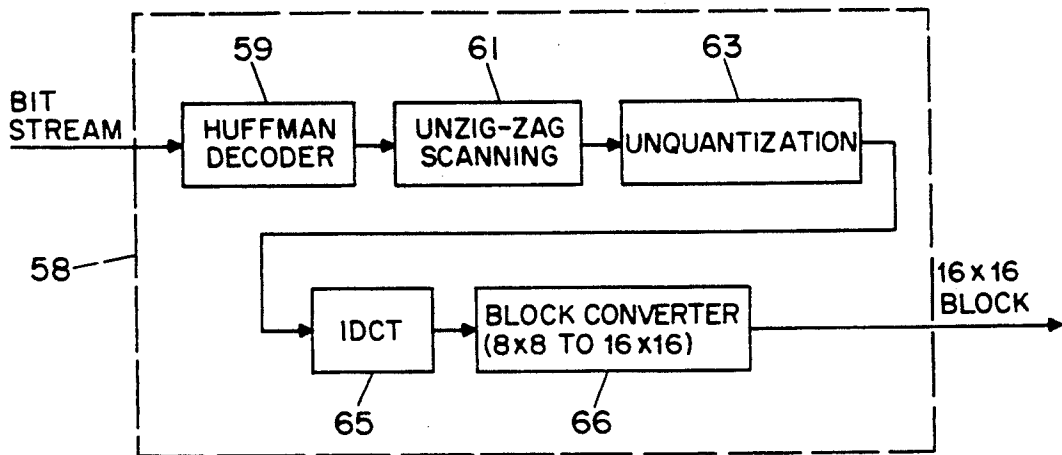 59
61
63
BIT
STREAM
HUFFMAN
DECODER
UNZIG-ZAG
SCANNING
UNQUANTIZATION
58
16 x 16
BLOCK
IDCT
BLOCK CONVERTER
(8x8 TO 16x16)
65
66